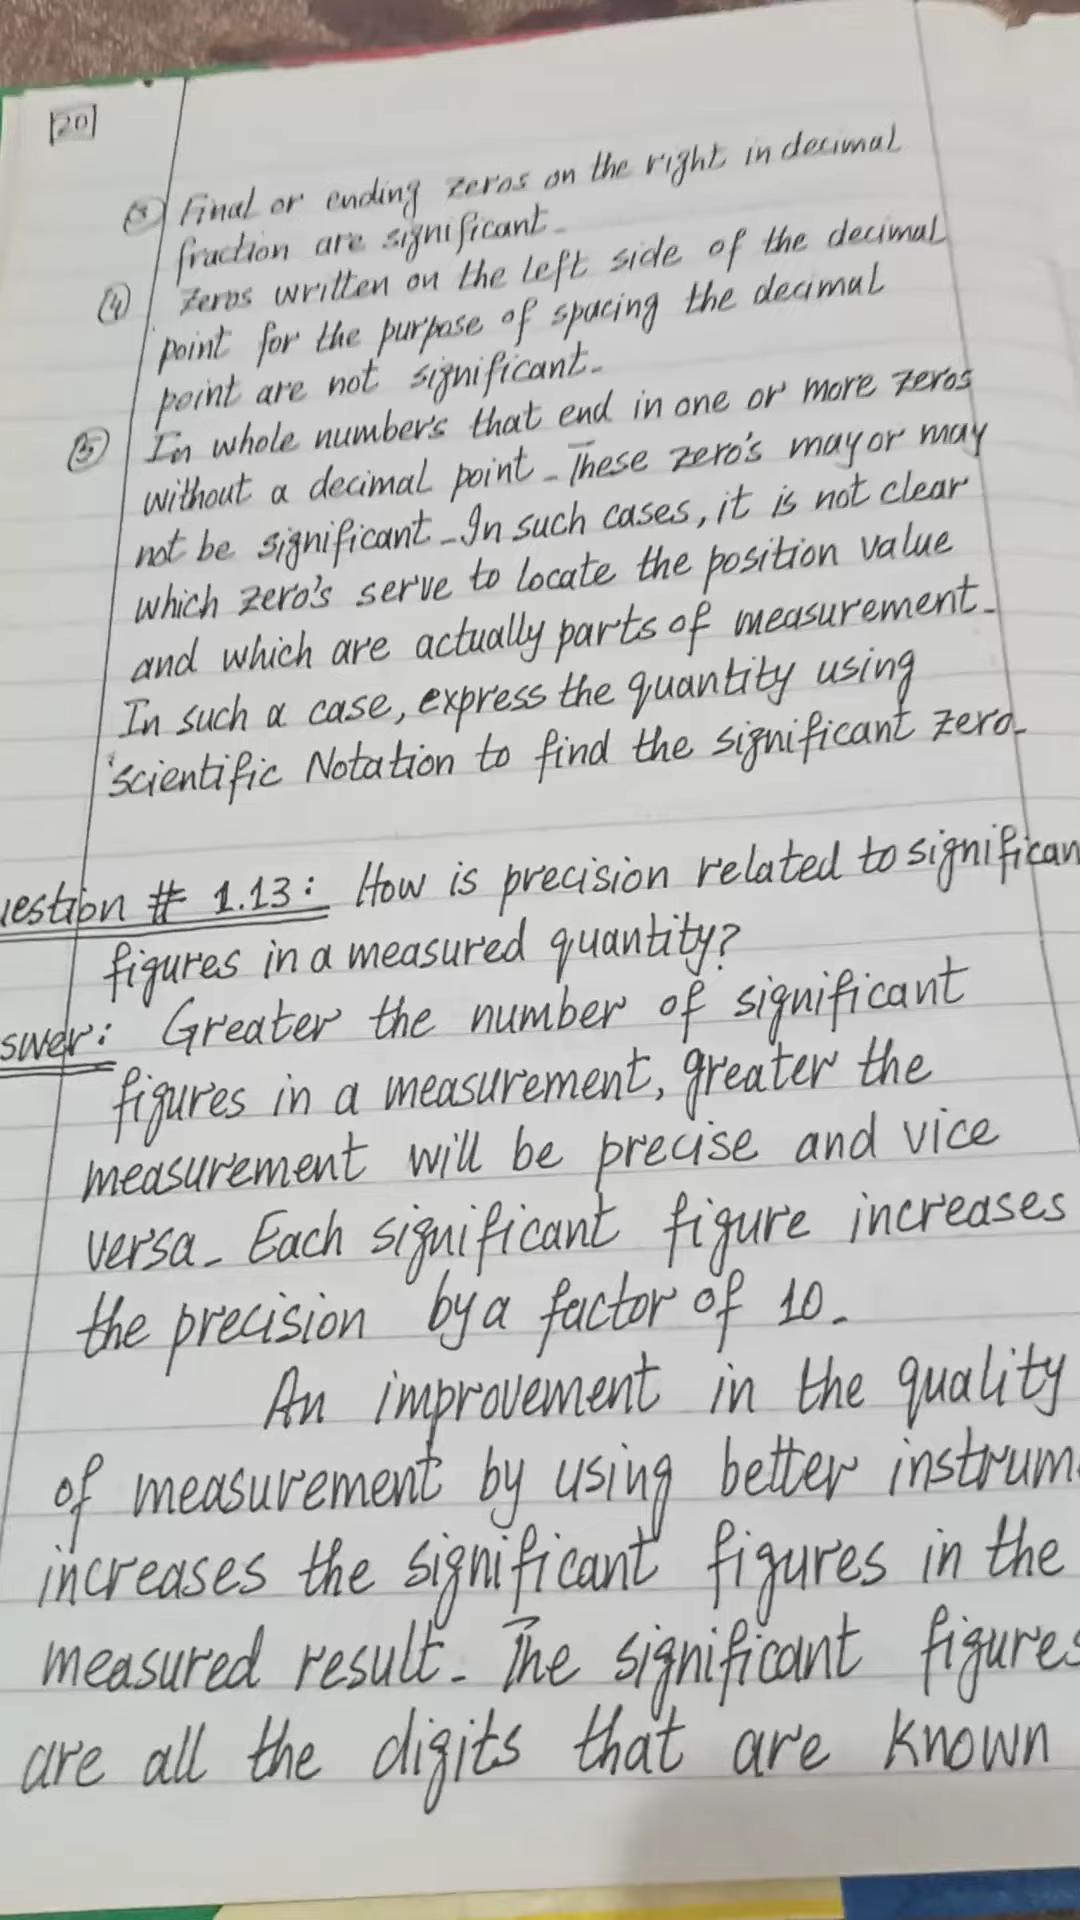 20
(3) Final or ending zeros on the right in decimal
fraction are significant.
(4) Zeros written on the left side of the decimal
point for the purpose of spacing the decimal
point are not significant.
(5) In whole numbers that end in one or more zeros
without a decimal point. These zero's may or may
not be significant. In such cases, it is not clear
which zero's serve to locate the position value
and which are actually parts of measurement.
In such a case, express the quantity using
scientific Notation to find the significant zero.
uestion # 1.13: How is precision related to significan
figures in a measured quantity?
swer: Greater the number of significant
figures in a measurement, greater the
measurement will be precise and vice
versa. Each significant figure increases
the precision by a factor of 10.
An improvement in the quality
of measurement by using better instrum
increases the significant figures in the
measured result. The significant figures
are all the digits that are known